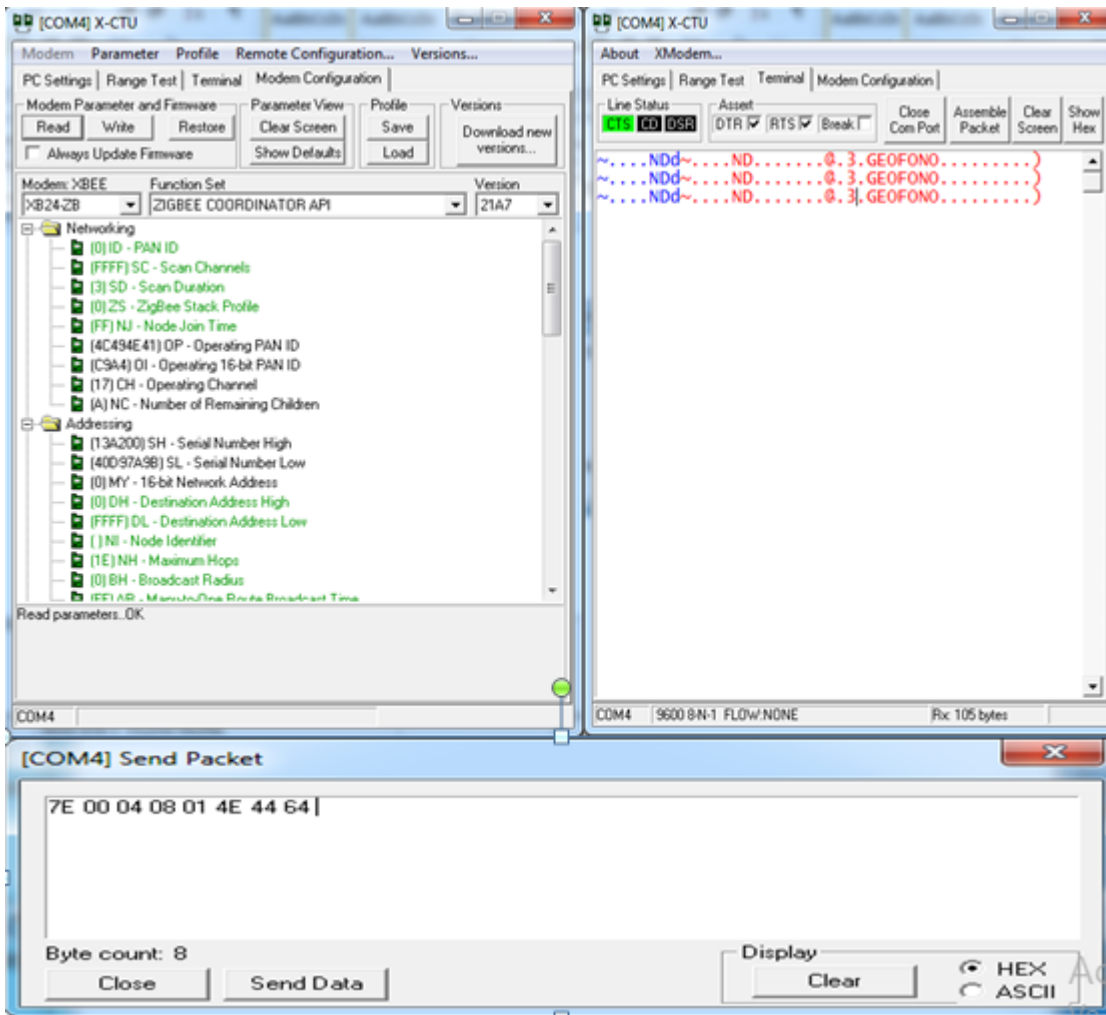 [COM4] X-CTU
Modem Parameter Profile Remote Configuration... Versions...
PC Settings Range Test Terminal Modem Configuration
Modem Parameter and Firmware Parameter View Profile Versions
Read Write Restore Clear Screen Save Download new versions...
Always Update Firmware Show Defaults Load
Modem: XBEE Function Set Version
XB24-ZB ZIGBEE COORDINATOR API 21A7
Networking
(0) ID - PAN ID
(FFFF) SC - Scan Channels
(3) SD - Scan Duration
(0) ZS - ZigBee Stack Profile
(FF) NJ - Node Join Time
(4C494E41) OP - Operating PAN ID
(C9A4) OI - Operating 16-bit PAN ID
(17) CH - Operating Channel
(A) NC - Number of Remaining Children
Addressing
(13A200) SH - Serial Number High
(40D97A9B) SL - Serial Number Low
(0) MY - 16-bit Network Address
(0) DH - Destination Address High
(FFFF) DL - Destination Address Low
( ) NI - Node Identifier
(1E) NH - Maximum Hops
(0) BH - Broadcast Radius
(FF) AR - Many-to-One Route Broadcast Time
Read parameters..OK
COM4
[COM4] X-CTU
About XModem...
PC Settings Range Test Terminal Modem Configuration
Line Status Assert
CTS CD DSR DTR RTS Break Close Com Port Assemble Packet Clear Screen Show Hex
~....NDd~....ND.......@.3.GEOFONO.........)
~....NDd~....ND.......@.3.GEOFONO.........)
~....NDd~....ND.......@.3.GEOFONO.........)
COM4 9600 8-N-1 FLOW:NONE Rx: 105 bytes
[COM4] Send Packet
7E 00 04 08 01 4E 44 64
Byte count: 8 Display
Close Send Data Clear HEX
ASCII